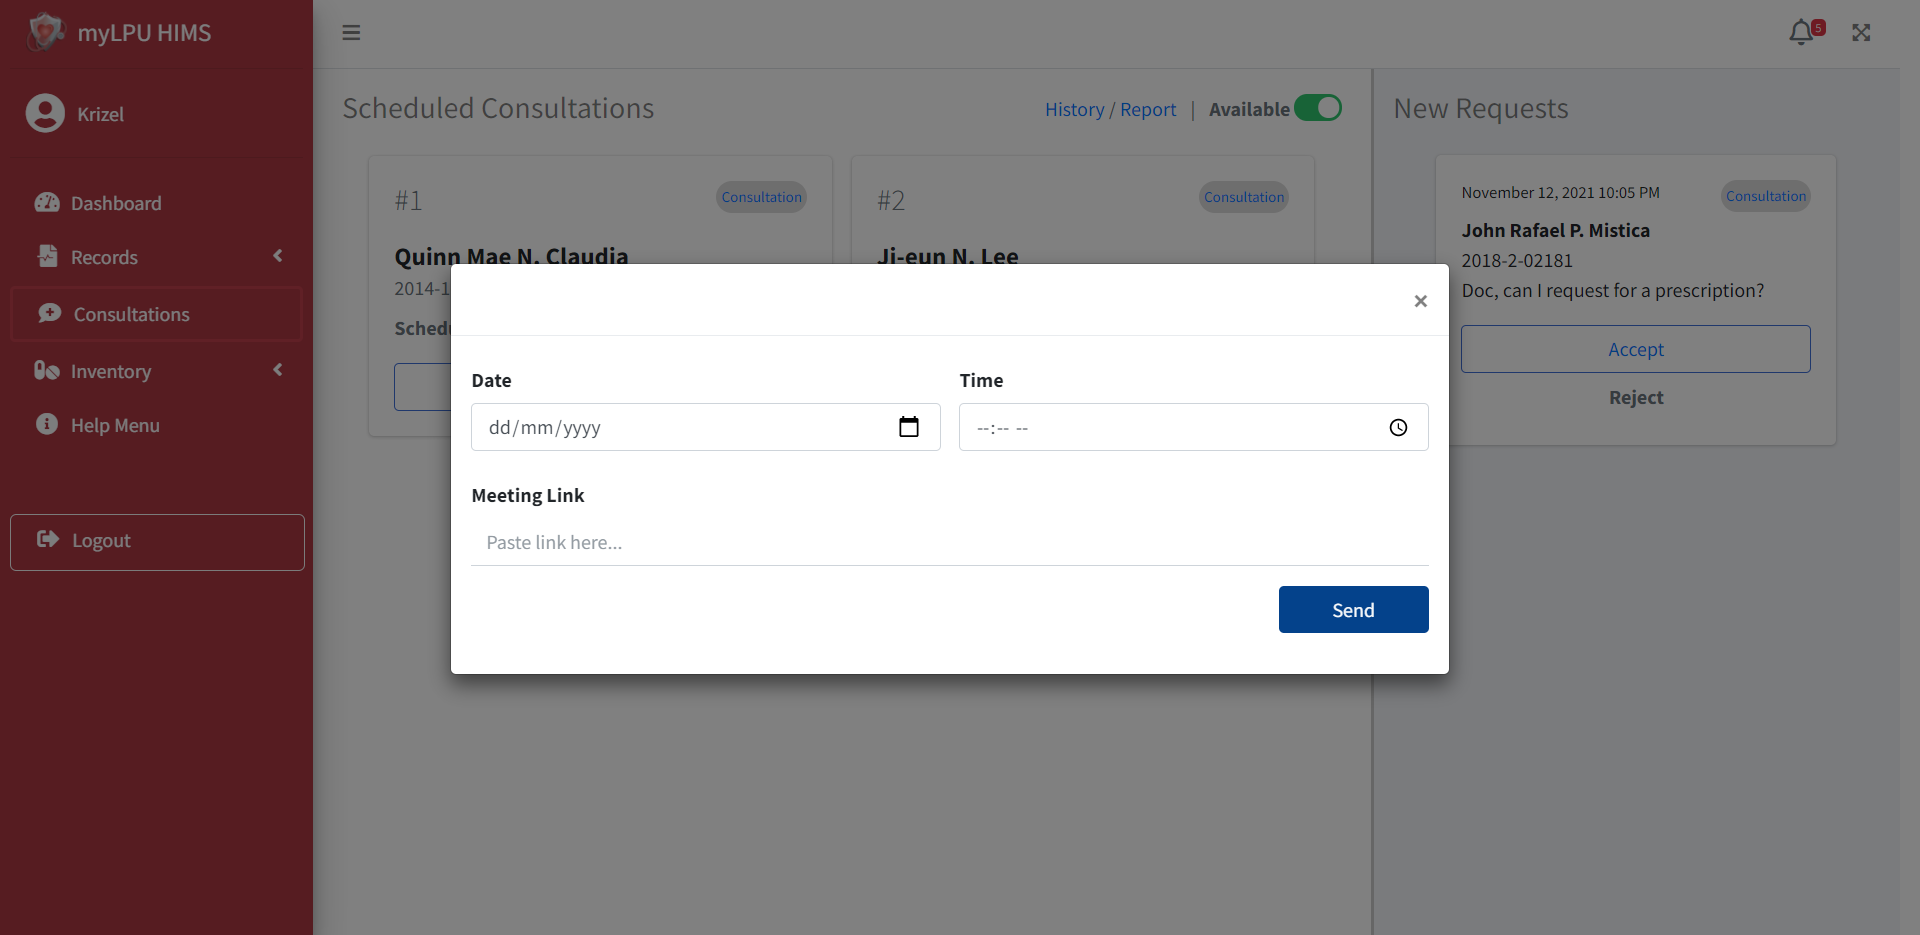 myLPU HIMS
5
Krizel
Dashboard
Records
Consultations
Inventory
Help Menu
Logout
Scheduled Consultations
History / Report | Available
#1
Consultation
Quinn Mae N. Claudia
2014-1
#2
Consultation
Ji-eun N. Lee
New Requests
November 12, 2021 10:05 PM
Consultation
John Rafael P. Mistica
2018-2-02181
Doc, can I request for a prescription?
Accept
Reject
×
Date
Time
dd/mm/yyyy
--:-- --
Meeting Link
Paste link here...
Send